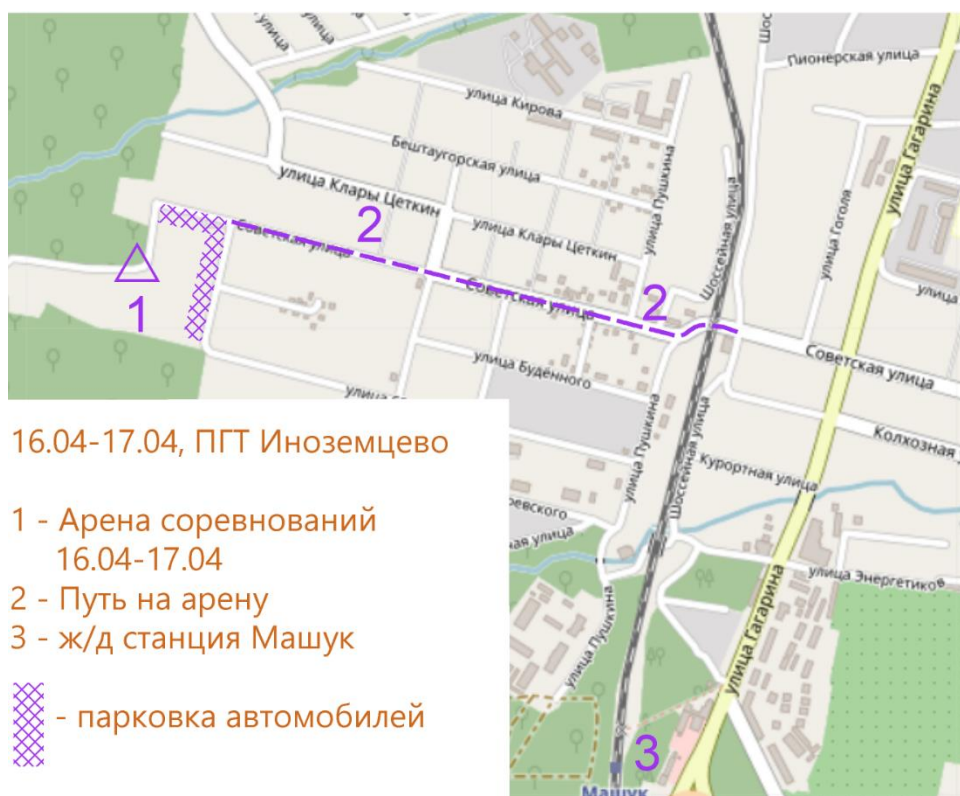 Пионерская улица
улица Гагарина
улица Кирова
Бештаугорская улица
улица Пушкина
Шоссейная улица
улица Гоголя
улица Клары Цеткин
2
улица Клары Цеткин
Советская улица
улица
1
Советская улица
2
Советская улица
улица Будённого
улица
Колхозная
16.04-17.04, ПГТ Иноземцево
1 - Арена соревнований
16.04-17.04
2 - Путь на арену
3 - ж/д станция Машук
- парковка автомобилей
улица Пушкина
Шоссейная улица
Курортная улица
улица
улица Энергетиков
улица Гагарина
улица Пушкина
3
Машук